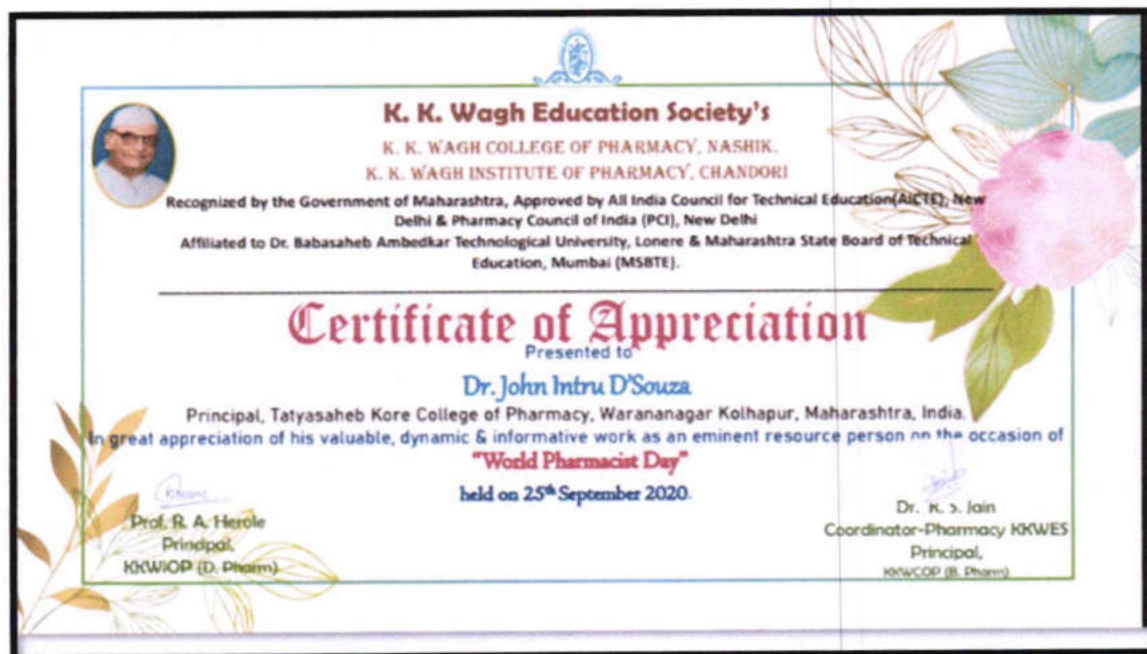 K. K. Wagh Education Society's
K. K. WAGH COLLEGE OF PHARMACY, NASHIK.
K. K. WAGH INSTITUTE OF PHARMACY, CHANDORI
Recognized by the Government of Maharashtra, Approved by All India Council for Technical Education(AICTE), New
Delhi & Pharmacy Council of India (PCI), New Delhi
Affiliated to Dr. Babasaheb Ambedkar Technological University, Lonere & Maharashtra State Board of Technical
Education, Mumbai (MSBTE).
Certificate of Appreciation
Presented to
Dr. John Intru D'Souza
Principal, Tatyasaheb Kore College of Pharmacy, Warananagar Kolhapur, Maharashtra, India.
In great appreciation of his valuable, dynamic & informative work as an eminent resource person on the occasion of
"World Pharmacist Day"
held on 25th September 2020.
Prof. R. A. Herole
Principal,
KKWIOP (D. Pharm)
Dr. K. S. Jain
Coordinator-Pharmacy KKWES
Principal,
KKWCOP (B. Pharm)